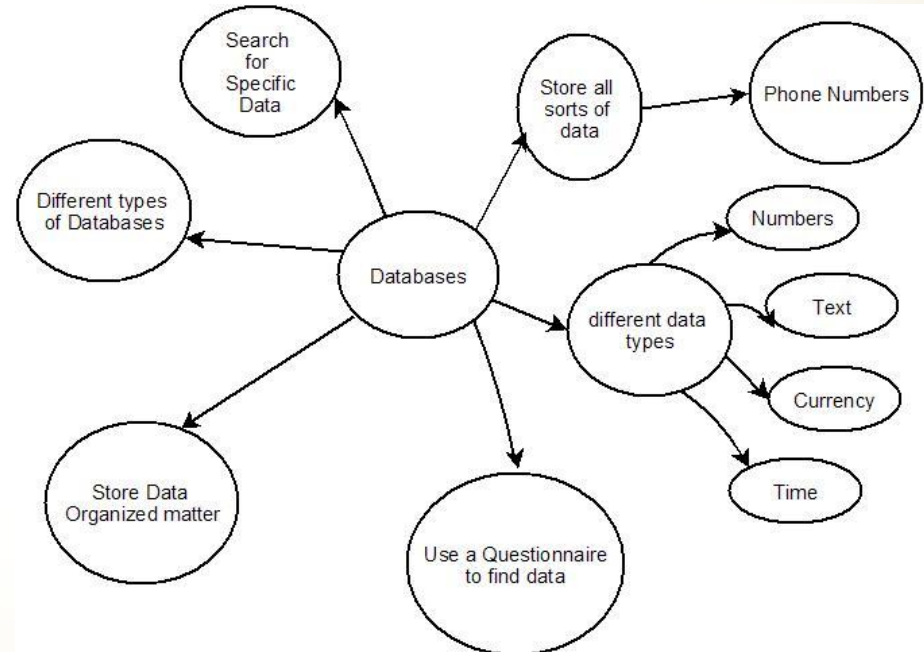 Search
for
Specific
Data
Store all
sorts of
data
Phone Numbers
Different types
of Databases
Databases
Numbers
different data
types
Text
Currency
Time
Store Data
Organized matter
Use a Questionnaire
to find data